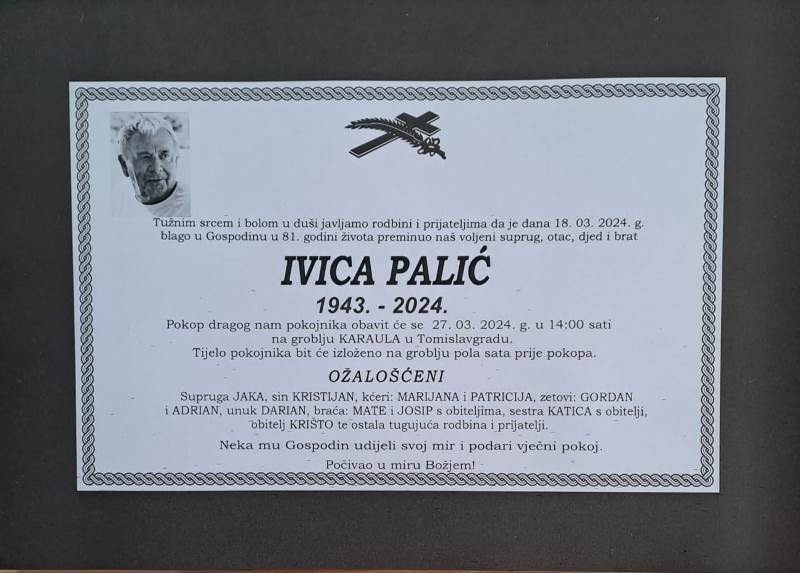 Tužnim srcem i bolom u duši javljamo rodbini i prijateljima da je dana 18. 03. 2024. g.
blago u Gospodinu u 81. godini života preminuo naš voljeni suprug, otac, djed i brat
IVICA PALIĆ
1943. - 2024.
Pokop dragog nam pokojnika obavit će se 27. 03. 2024. g. u 14:00 sati
na groblju KARAULA u Tomislavgradu.
Tijelo pokojnika bit će izloženo na groblju pola sata prije pokopa.
OŽALOŠĆENI
Supruga JAKA, sin KRISTIJAN, kćeri: MARIJANA i PATRICIJA, zetovi: GORDAN
i ADRIAN, unuk DARIAN, braća: MATE i JOSIP s obiteljima, sestra KATICA s obitelji,
obitelj KRIŠTO te ostala tugujuća rodbina i prijatelji.
Neka mu Gospodin udijeli svoj mir i podari vječni pokoj.
Počivao u miru Božjem!